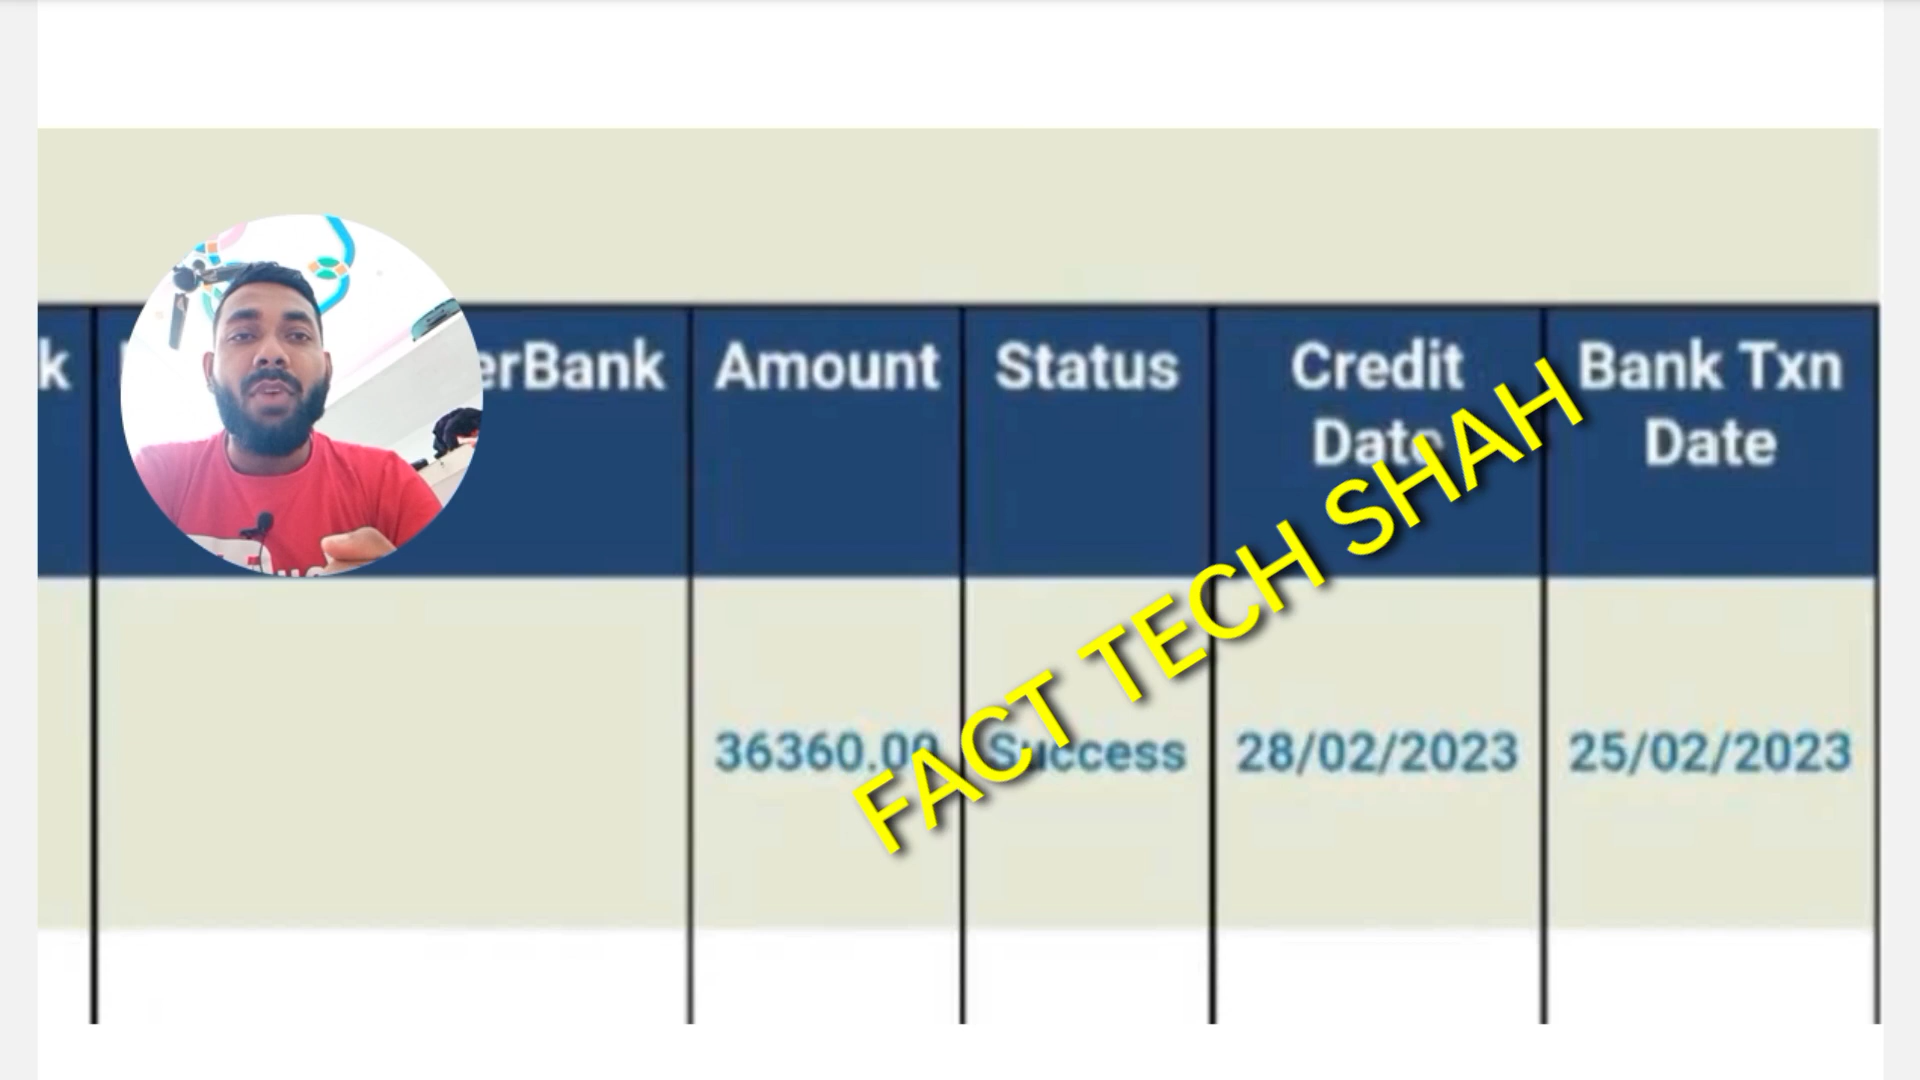 k
erBank
Amount
Status
Credit
Date
Bank Txn
Date
36360.00
Success
28/02/2023
25/02/2023
FACT TECH SHAH